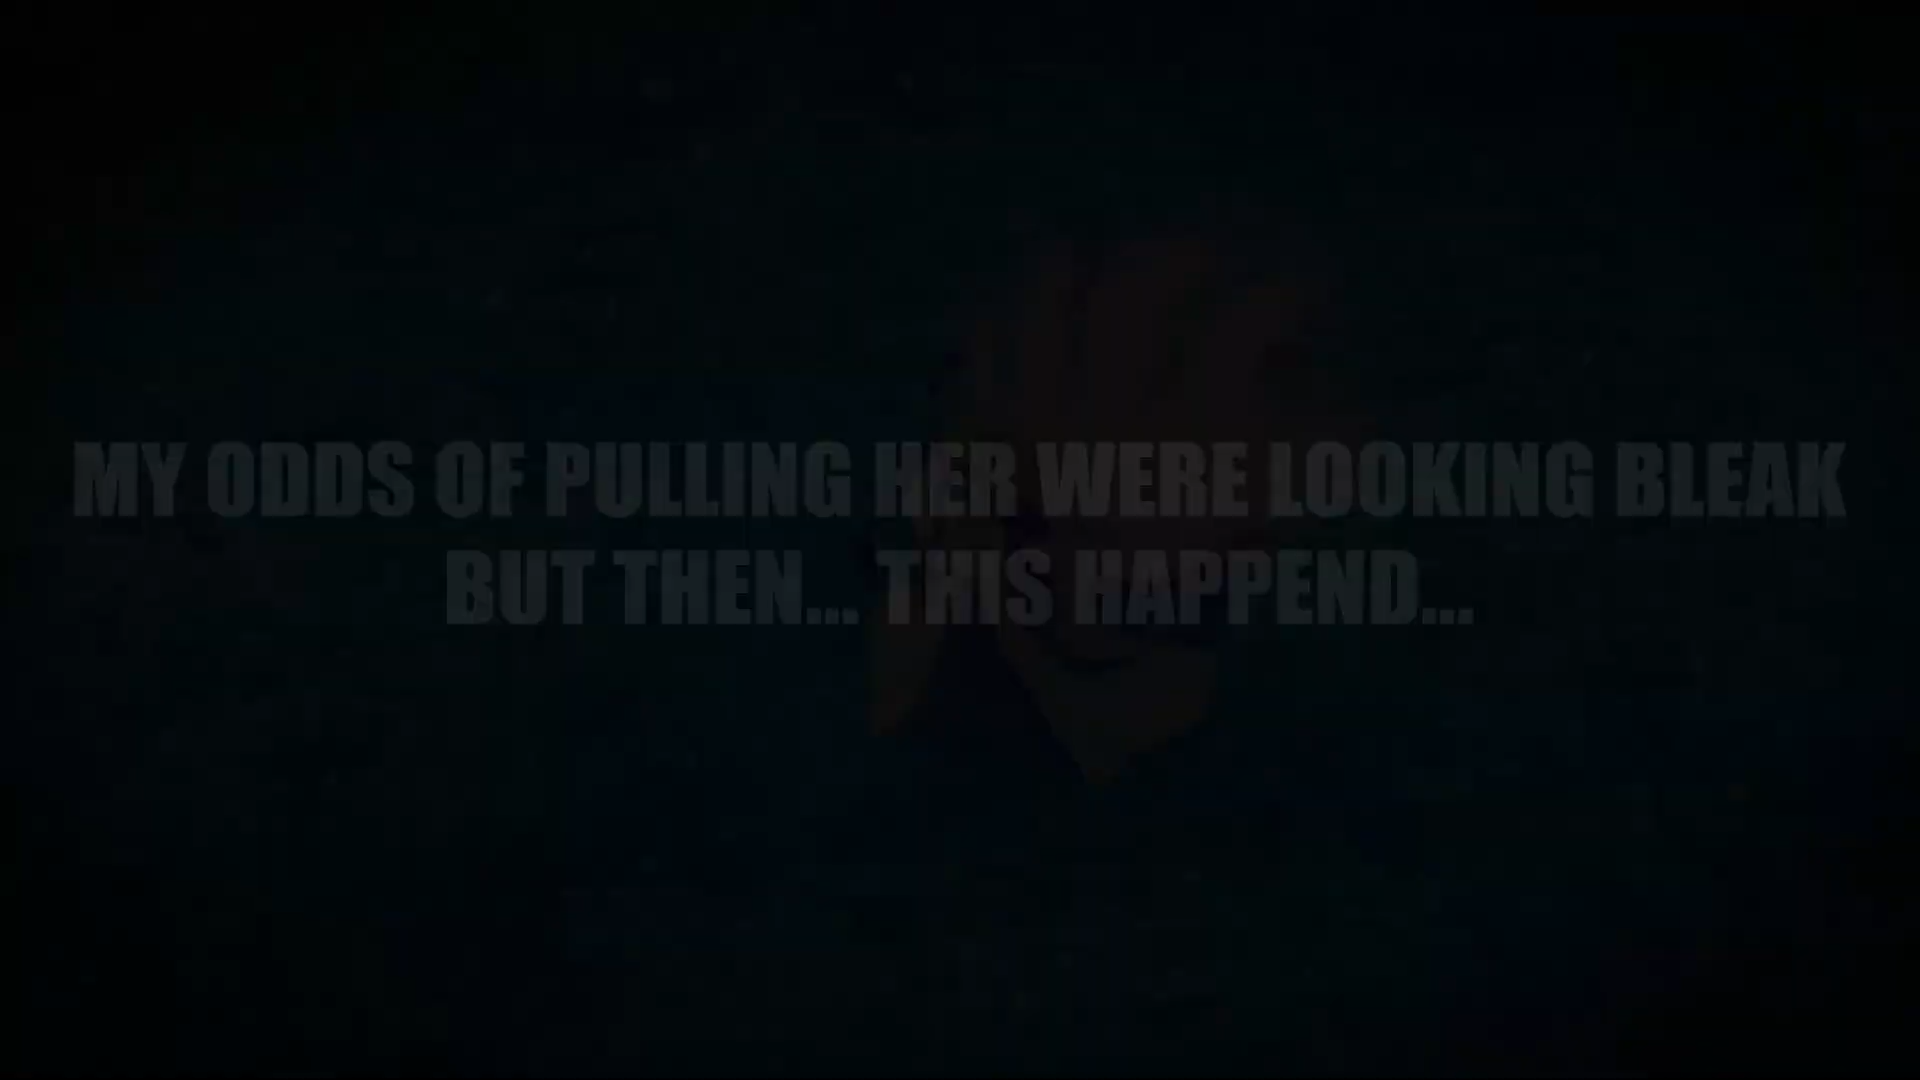 MY ODDS OF PULLING HER WERE LOOKING BLEAK
BUT THEN... THIS HAPPEND...